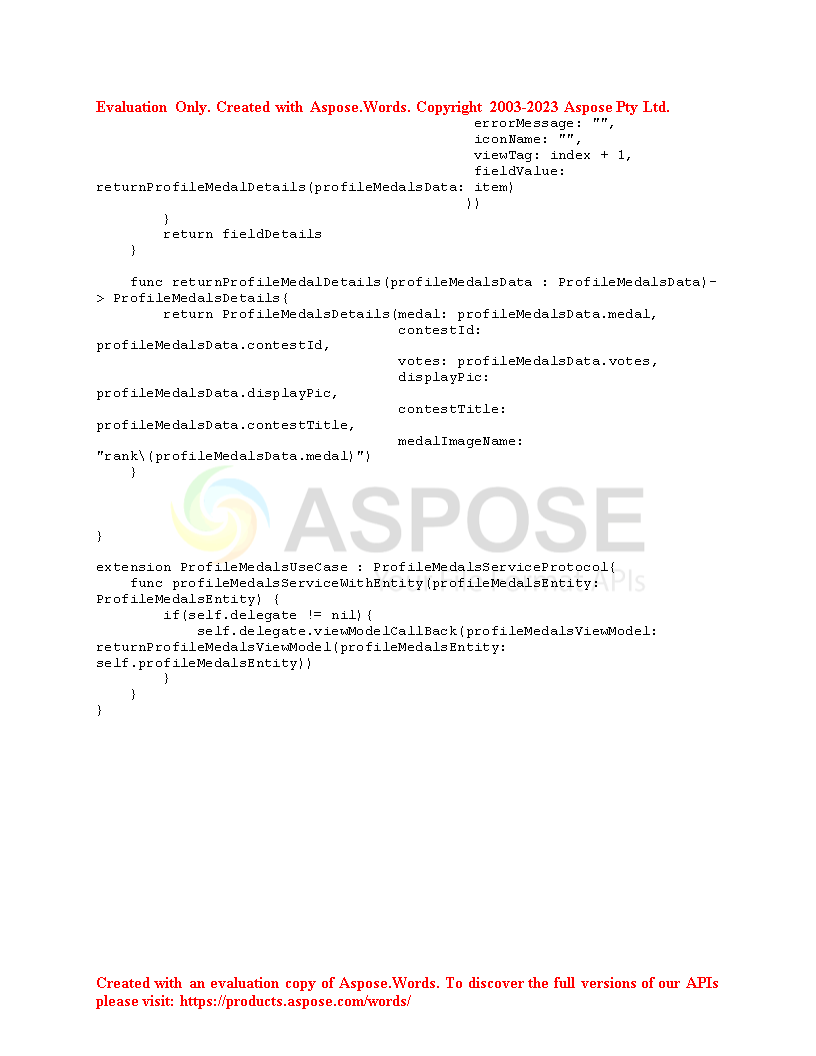 Evaluation Only. Created with Aspose.Words. Copyright 2003-2023 Aspose Pty Ltd.
errorMessage: "",
iconName: "",
viewTag: index + 1,
fieldValue:
returnProfileMedalDetails(profileMedalsData: item)
))
}
return fieldDetails
}
func returnProfileMedalDetails(profileMedalsData : ProfileMedalsData)-
> ProfileMedalsDetails{
return ProfileMedalsDetails(medal: profileMedalsData.medal,
contestId:
profileMedalsData.contestId,
votes: profileMedalsData.votes,
displayPic:
profileMedalsData.displayPic,
contestTitle:
profileMedalsData.contestTitle,
medalImageName:
"rank\(profileMedalsData.medal)")
}
ASPOSE
}
extension ProfileMedalsUseCase : ProfileMedalsServiceProtocol{
func profileMedalsServiceWithEntity(profileMedalsEntity:
APIs
ProfileMedalsEntity) {
if(self.delegate != nil){
self.delegate.viewModelCallBack(profileMedalsViewModel:
returnProfileMedalsViewModel(profileMedalsEntity:
self.profileMedalsEntity))
}
}
}
Created with an evaluation copy of Aspose.Words. To discover the full versions of our APIs
please visit: https://products.aspose.com/words/